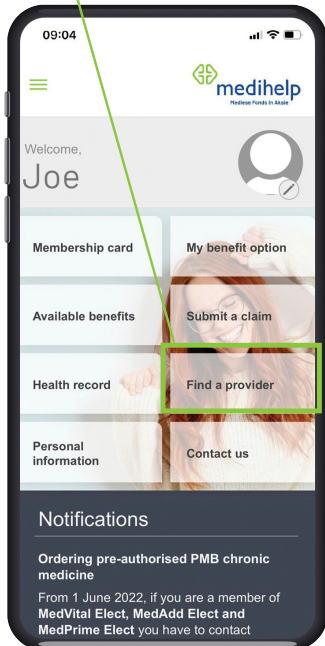 09:04
medihelp
Mediese Fonds in Aksie
Welcome,
Joe
Membership card
My benefit option
Available benefits
Submit a claim
Health record
Find a provider
Personal
information
Contact us
Notifications
Ordering pre-authorised PMB chronic
medicine
From 1 June 2022, if you are a member of
MedVital Elect, MedAdd Elect and
MedPrime Elect you have to contact